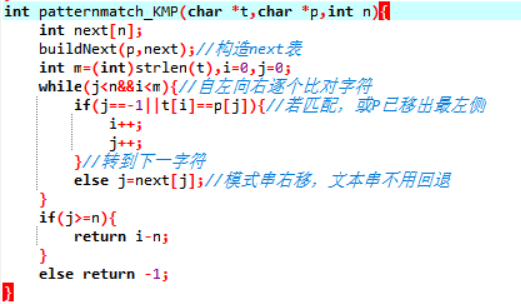 int patternmatch_KMP(char *t,char *p,int n){
int next[n];
buildNext(p,next);//构造next表
int m=(int)strlen(t),i=0,j=0;
while(j<n&&i<m){//自左向右逐个比对字符
if(j==-1||t[i]==p[j]){//若匹配，或P已移出最左侧
i++;
j++;
}//转到下一字符
else j=next[j];//模式串右移，文本串不用回退
}
if(j>=n){
return i-n;
}
else return -1;
}